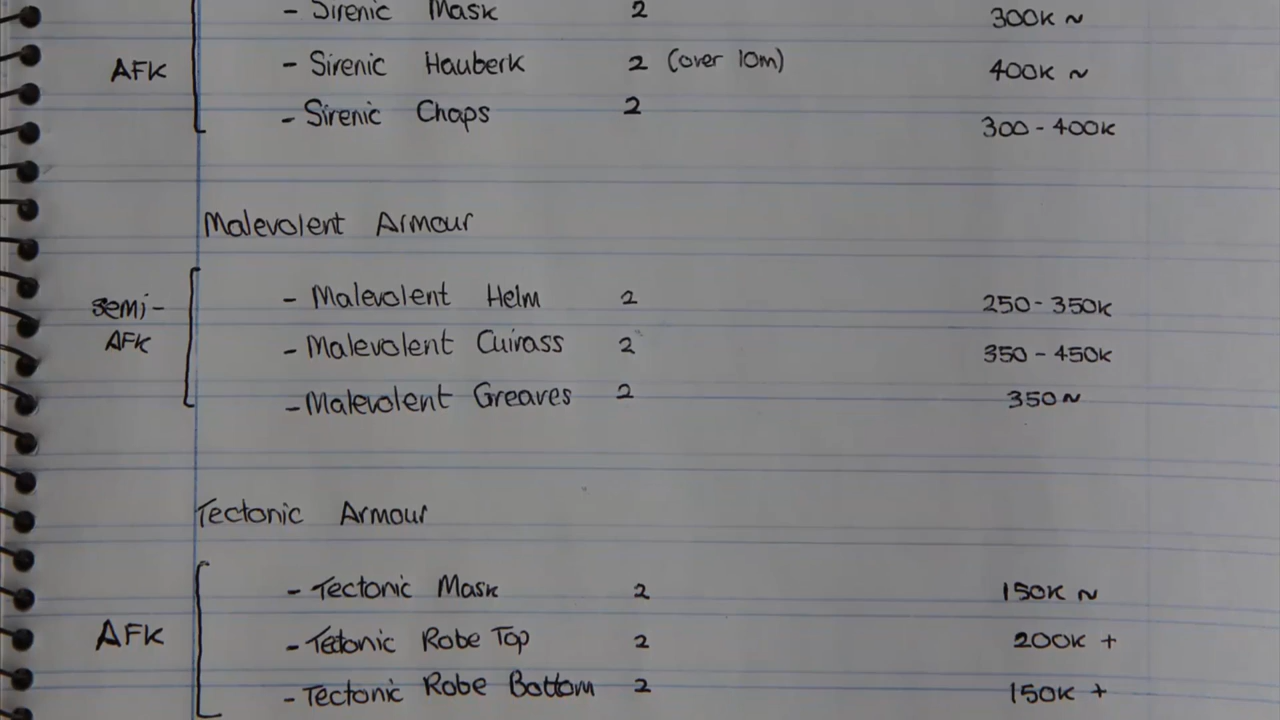 - Sirenic Mask 2 300K ~
AFK - Sirenic Hauberk 2 (over 10m) 400K ~
- Sirenic Chaps 2 300 - 400K
Malevolent Armour
semi- - Malevolent Helm 2 250 - 350K
AFK - Malevolent Cuirass 2 350 - 450K
- Malevolent Greaves 2 350 ~
Tectonic Armour
- Tectonic Mask 2 150K ~
AFK - Tectonic Robe Top 2 200K +
- Tectonic Robe Bottom 2 150K +